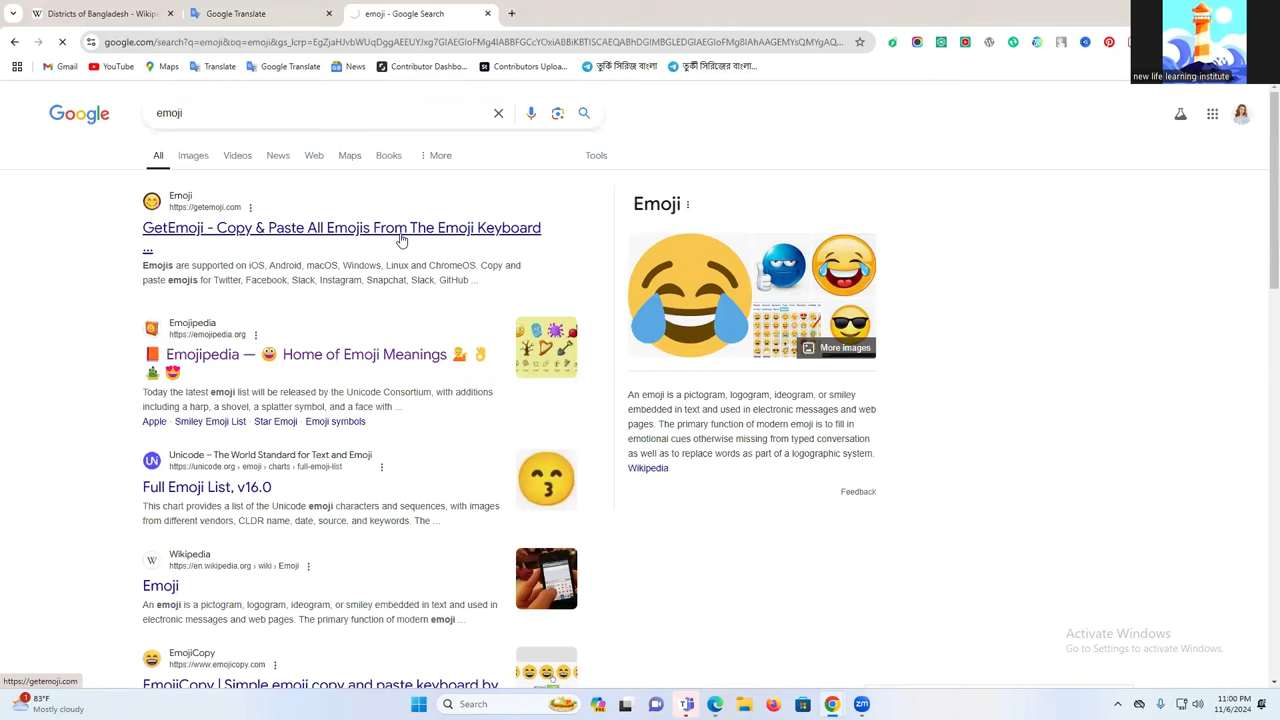 Districts of Bangladesh - Wikip
Google Translate
emoji - Google Search
google.com/search?q=emoji&oq=emoji&gs_lcrp=
Gmail
YouTube
Maps
Translate
Google Translate
News
Contributor Dashbo...
Contributors Uplo...
তুর্কি সিরিজ বাংলা
তুর্কী সিরিজের বাংলা...
new life learning institute
Google
emoji
All
Images
Videos
News
Web
Maps
Books
More
Tools
Emoji
https://getemoji.com
GetEmoji - Copy & Paste All Emojis From The Emoji Keyboard
...
Emojis are supported on iOS, Android, macOS, Windows, Linux and ChromeOS. Copy and
paste emojis for Twitter, Facebook, Slack, Instagram, Snapchat, Slack, GitHub ...
Emojipedia
https://emojipedia.org
📕 Emojipedia — 😀 Home of Emoji Meanings 💁 👌
🎍 😍
Today the latest emoji list will be released by the Unicode Consortium, with additions
including a harp, a shovel, a splatter symbol, and a face with ...
Apple · Smiley Emoji List · Star Emoji · Emoji symbols
Unicode – The World Standard for Text and Emoji
https://unicode.org › emoji › charts › full-emoji-list
Full Emoji List, v16.0
This chart provides a list of the Unicode emoji characters and sequences, with images
from different vendors, CLDR name, date, source, and keywords. The ...
Wikipedia
https://en.wikipedia.org › wiki › Emoji
Emoji
An emoji is a pictogram, logogram, ideogram, or smiley embedded in text and used in
electronic messages and web pages. The primary function of modern emoji ...
EmojiCopy
https://www.emojicopy.com
EmojiCopy | Simple emoji copy and paste keyboard by
Emoji
More images
An emoji is a pictogram, logogram, ideogram, or smiley
embedded in text and used in electronic messages and web
pages. The primary function of modern emoji is to fill in
emotional cues otherwise missing from typed conversation
as well as to replace words as part of a logographic system.
Wikipedia
Feedback
Activate Windows
Go to Settings to activate Windows.
https://getemoji.com
1
83°F
Mostly cloudy
Search
zm
11:00 PM
11/6/2024